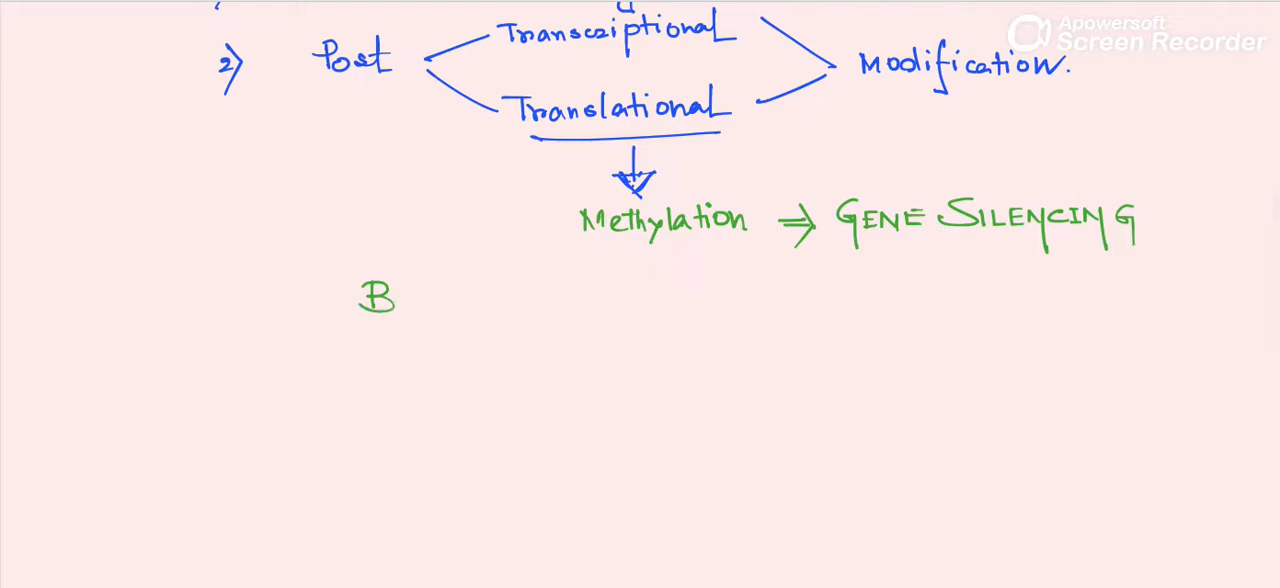 Apowersoft
Screen Recorder
Transcriptional
2) Post Modification.
Translational
Methylation ⇒ GENE SILENCING
B